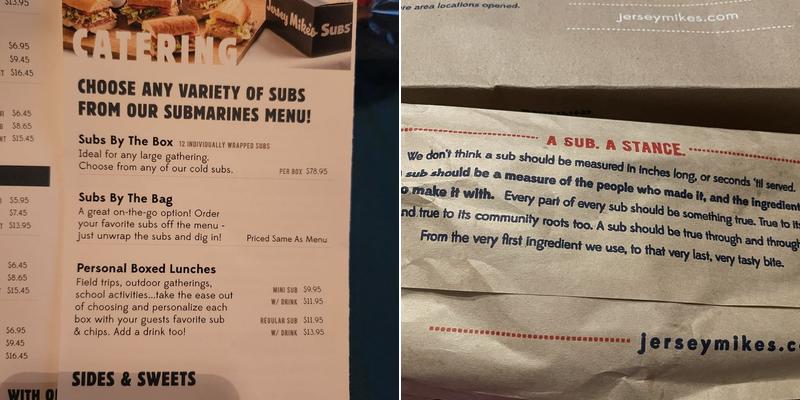 $13.95
$6.95
$9.45
$16.45
$6.45
$8.65
$15.45
$5.95
$7.45
$13.95
$6.45
$8.65
$15.45
$6.95
$9.45
$16.45
WITH
Jersey Mike's SUBS
CATERING
CHOOSE ANY VARIETY OF SUBS
FROM OUR SUBMARINES MENU!
Subs By The Box 12 INDIVIDUALLY WRAPPED SUBS
Ideal for any large gathering.
Choose from any of our cold subs. PER BOX $78.95
Subs By The Bag
A great on-the-go option! Order
your favorite subs off the menu -
just unwrap the subs and dig in! Priced Same As Menu
Personal Boxed Lunches
Field trips, outdoor gatherings,
school activities...take the ease out
of choosing and personalize each
box with your guests favorite sub
& chips. Add a drink too!
MINI SUB $9.95
W/ DRINK $11.95
REGULAR SUB $11.95
W/ DRINK $13.95
SIDES & SWEETS
area locations opened.
jerseymikes.com
A SUB. A STANCE.
We don't think a sub should be measured in inches long, or seconds 'til served.
sub should be a measure of the people who made it, and the ingredient
make it with. Every part of every sub should be something true. True to its
nd true to its community roots too. A sub should be true through and through
From the very first ingredient we use, to that very last, very tasty bite.
jerseymikes.c